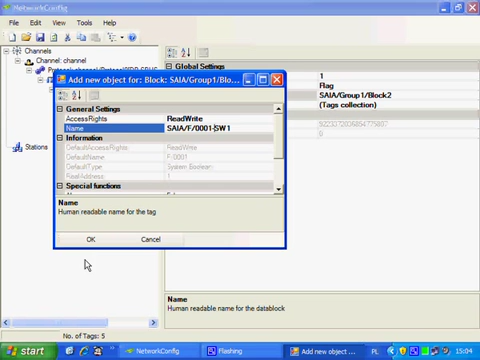 NetworkConfig
File View Tools Help
Channels
Channel: channel
Stations
Global Settings
1
Flag
SAIA/Group1/Block2
(Tags collection)
9223372036854775807
0
Add new object for: Block: SAIA/Group1/Bloc...
General Settings
AccessRights ReadWrite
Name SAIA/F/0001-SW1
Information
DefaultAccessRights ReadWrite
DefaultName F:0001
DefaultType System.Boolean
RealAddress 1
Special functions
Name
Human readable name for the tag
OK Cancel
Name
Human readable name for the datablock
No. of Tags: 5
start NetworkConfig Flashing Add new object ... PL 15:04